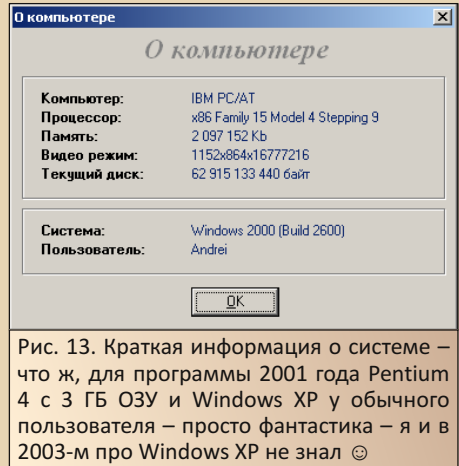 О компьютере
О компьютере
Компьютер: IBM PC/AT
Процессор: x86 Family 15 Model 4 Stepping 9
Память: 2 097 152 Kb
Видео режим: 1152x864x16777216
Текущий диск: 62 915 133 440 байт
Система: Windows 2000 (Build 2600)
Пользователь: Andrei
OK
Рис. 13. Краткая информация о системе –
что ж, для программы 2001 года Pentium
4 с 3 ГБ ОЗУ и Windows XP у обычного
пользователя – просто фантастика – я и в
2003-м про Windows XP не знал ☺